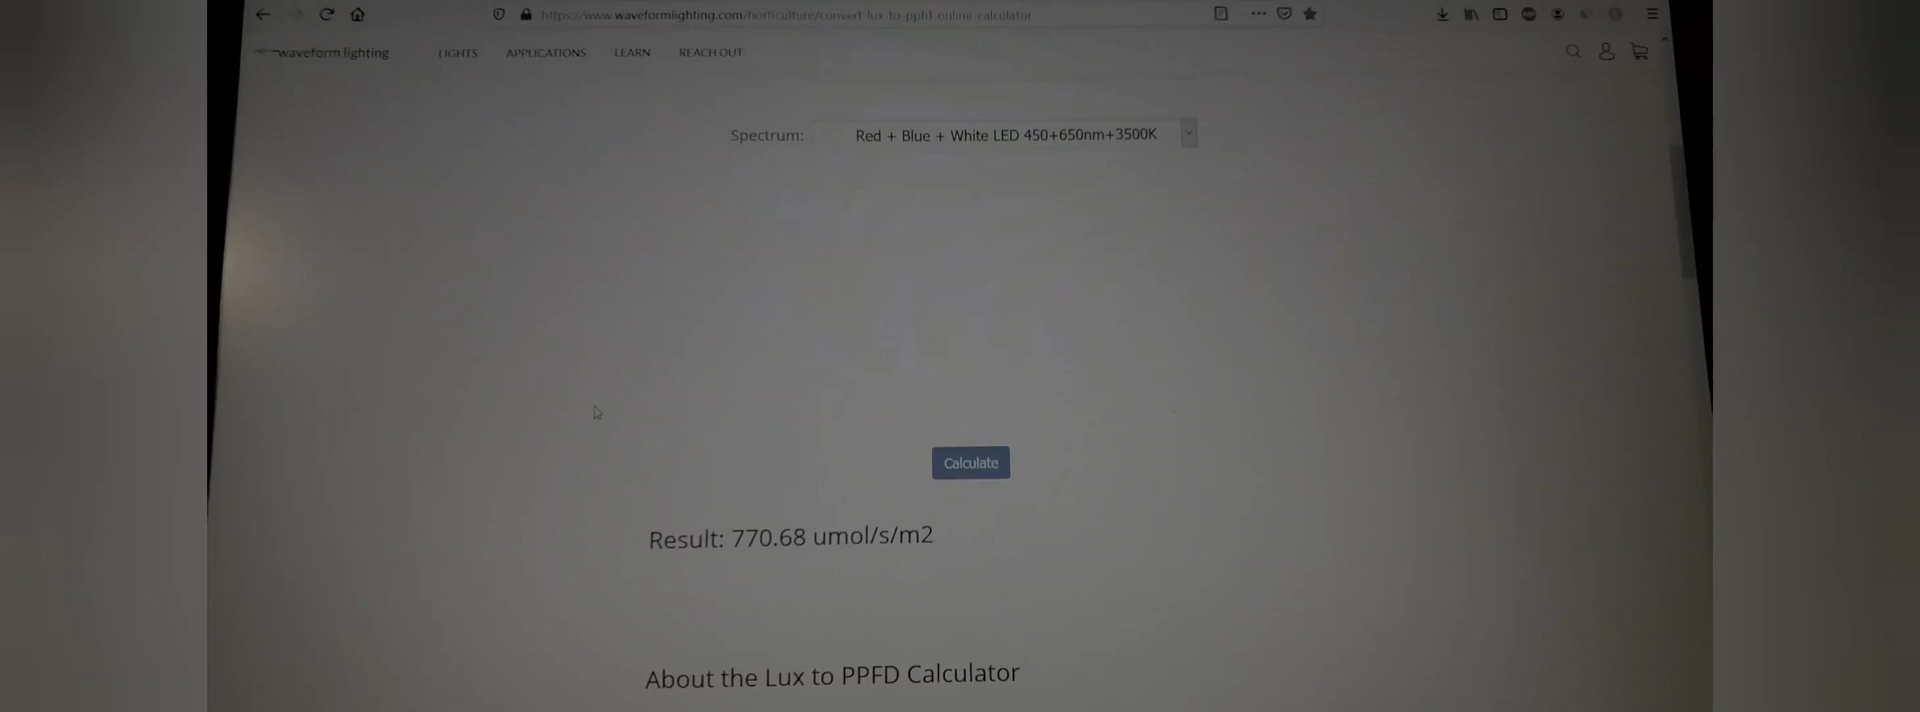 https://www.waveformlighting.com/horticulture/convert-lux-to-ppfd-online-calculator
waveform lighting LIGHTS APPLICATIONS LEARN REACH OUT
Spectrum: Red + Blue + White LED 450+650nm+3500K
Calculate
Result: 770.68 umol/s/m2
About the Lux to PPFD Calculator